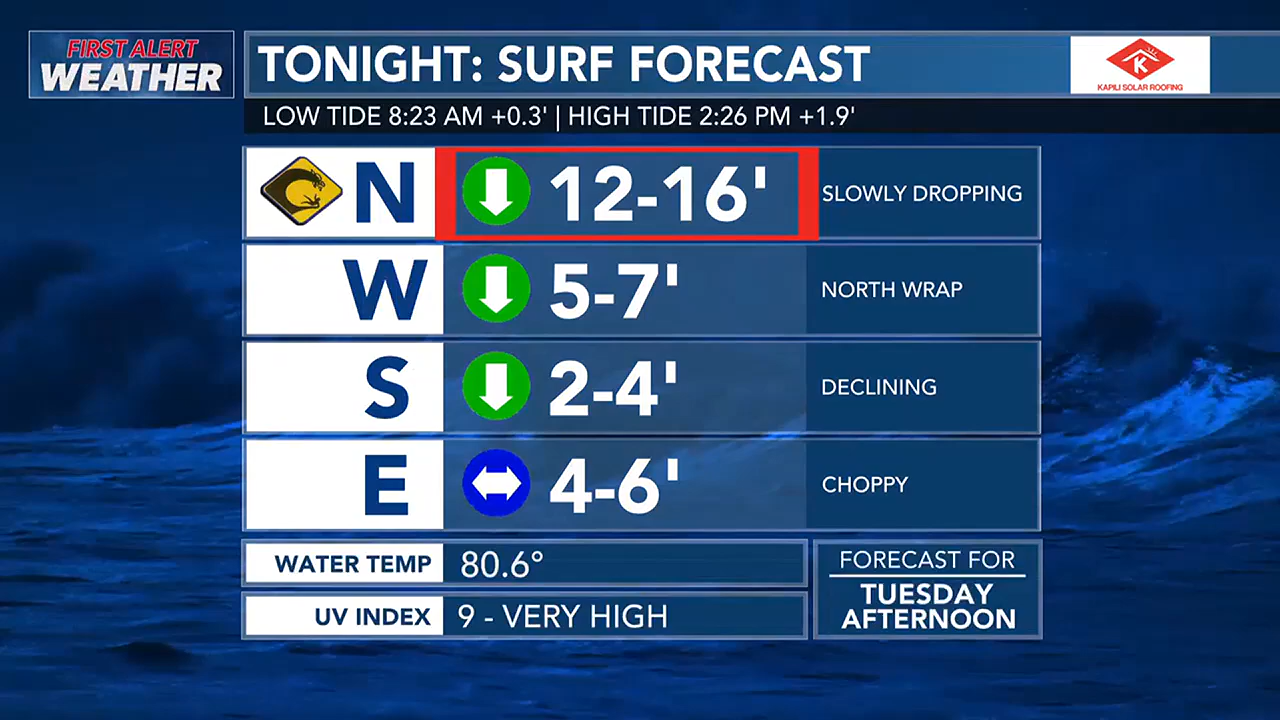 FIRST ALERT
WEATHER
TONIGHT: SURF FORECAST
K
KAPILI SOLAR ROOFING
LOW TIDE 8:23 AM +0.3' | HIGH TIDE 2:26 PM +1.9'
N 12-16' SLOWLY DROPPING
W 5-7' NORTH WRAP
S 2-4' DECLINING
E 4-6' CHOPPY
WATER TEMP 80.6°
UV INDEX 9 - VERY HIGH
FORECAST FOR
TUESDAY
AFTERNOON